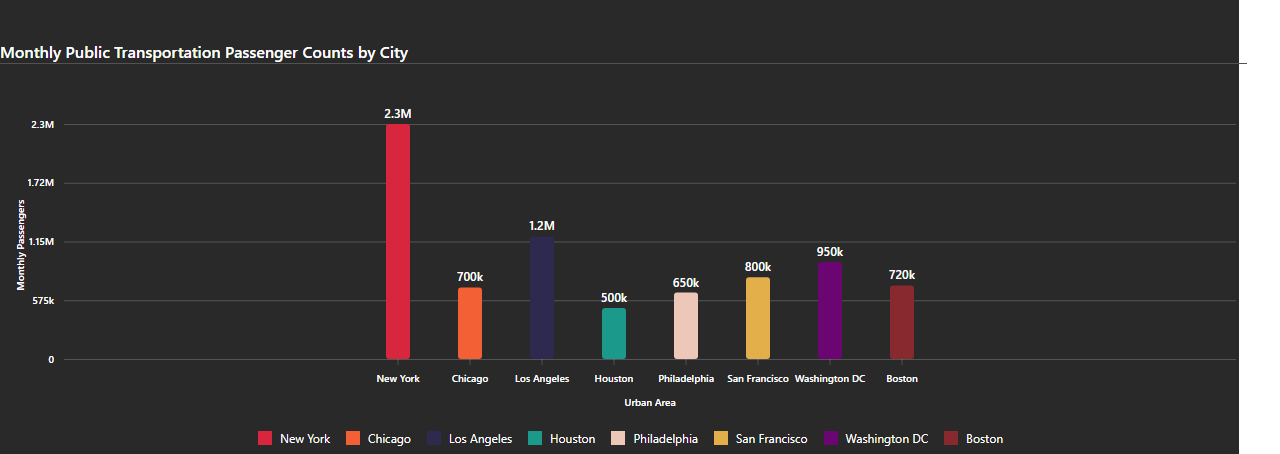 Monthly Public Transportation Passenger Counts by City
2.3M
2.3M
1.72M
1.2M
1.15M
950k
800k
720k
700k
650k
500k
575k
0
Monthly Passengers
New York Chicago Los Angeles Houston Philadelphia San Francisco Washington DC Boston
Urban Area
New York Chicago Los Angeles Houston Philadelphia San Francisco Washington DC Boston